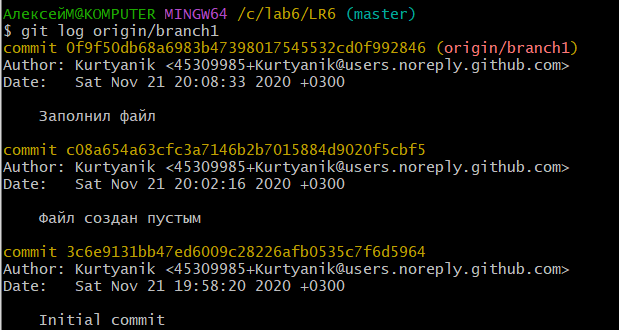 АлексейМ@KOMPUTER MINGW64 /c/lab6/LR6 (master)
$ git log origin/branch1
commit 0f9f50db68a6983b47398017545532cd0f992846 (origin/branch1)
Author: Kurtyanik <45309985+Kurtyanik@users.noreply.github.com>
Date:   Sat Nov 21 20:08:33 2020 +0300
    Заполнил файл
commit c08a654a63cfc3a7146b2b7015884d9020f5cbf5
Author: Kurtyanik <45309985+Kurtyanik@users.noreply.github.com>
Date:   Sat Nov 21 20:02:16 2020 +0300
    Файл создан пустым
commit 3c6e9131bb47ed6009c28226afb0535c7f6d5964
Author: Kurtyanik <45309985+Kurtyanik@users.noreply.github.com>
Date:   Sat Nov 21 19:58:20 2020 +0300
    Initial commit